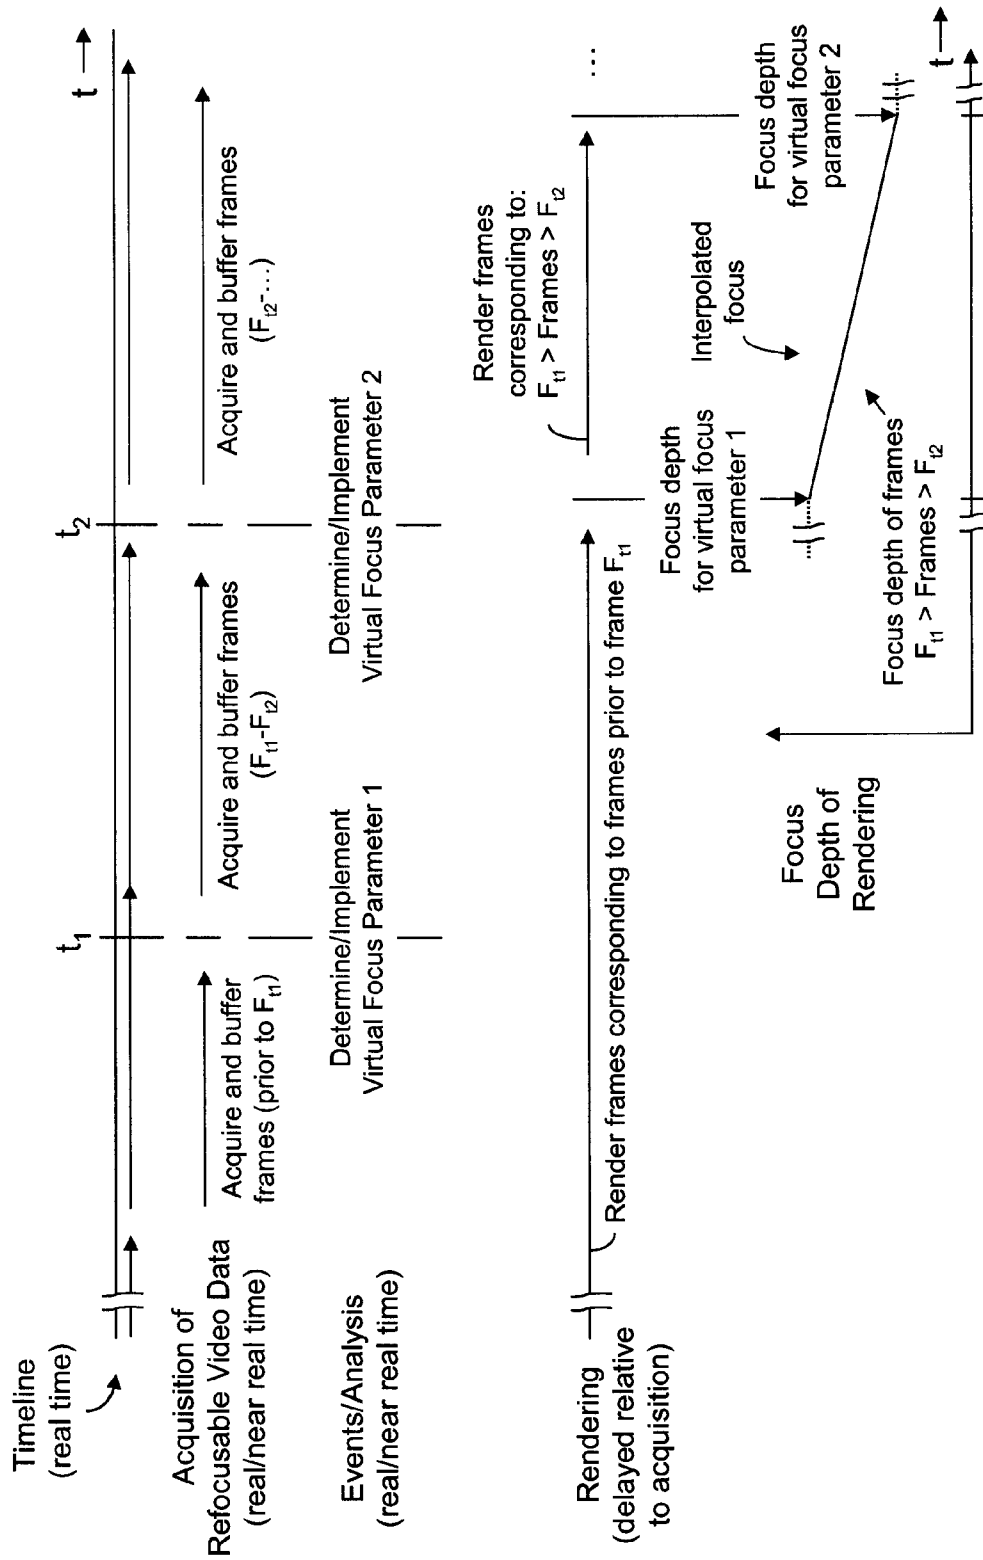 Timeline
(real time)
t₁
t₂
t
Acquisition of
Refocusable Video Data
(real/near real time)
Acquire and buffer
frames (prior to Fₜ₁)
Acquire and buffer frames
(Fₜ₁-Fₜ₂)
Acquire and buffer frames
(Fₜ₂-...)
Events/Analysis
(real/near real time)
Determine/Implement
Virtual Focus Parameter 1
Determine/Implement
Virtual Focus Parameter 2
Rendering
(delayed relative
to acquisition)
Render frames corresponding to frames prior to frame Fₜ₁
Render frames
corresponding to:
Fₜ₁ > Frames > Fₜ₂
...
Focus depth
for virtual focus
parameter 1
Focus depth
for virtual focus
parameter 2
Interpolated
focus
Focus depth of frames
Fₜ₁ > Frames > Fₜ₂
Focus
Depth of
Rendering
t